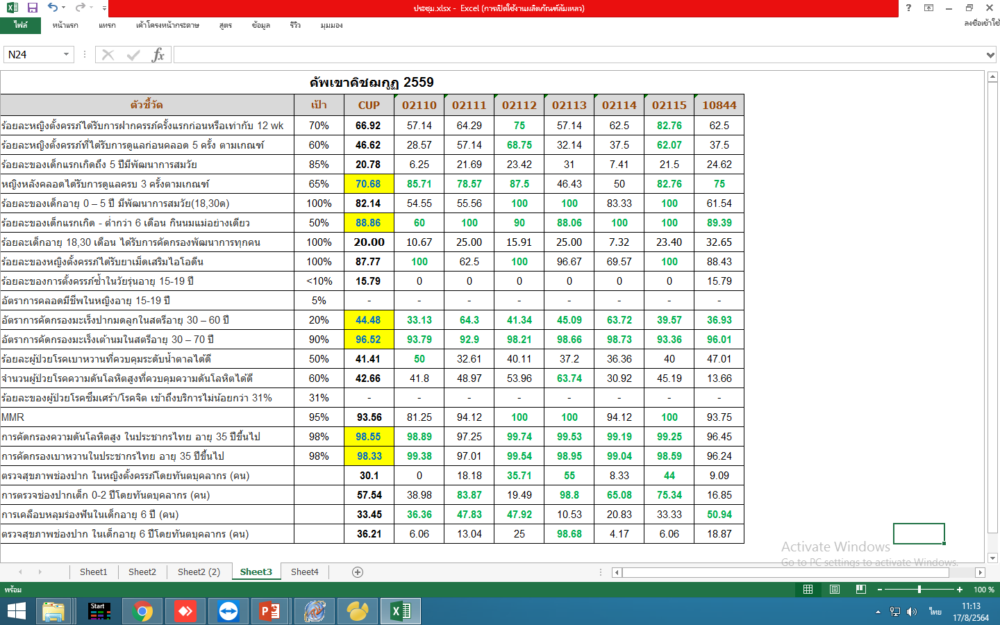 ประชุม.xlsx - Excel (การเปิดใช้งานผลิตภัณฑ์ล้มเหลว)
ไฟล์ หน้าแรก แทรก เค้าโครงหน้ากระดาษ สูตร ข้อมูล รีวิว มุมมอง ลงชื่อเข้าใช้
N24 fx
คัพเขาคิชฌกูฏ 2559
ตัวชี้วัด เป้า CUP 02110 02111 02112 02113 02114 02115 10844
ร้อยละหญิงตั้งครรภ์ได้รับการฝากครรภ์ครั้งแรกก่อนหรือเท่ากับ 12 wk 70% 66.92 57.14 64.29 75 57.14 62.5 82.76 62.5
ร้อยละหญิงตั้งครรภ์ที่ได้รับการดูแลก่อนคลอด 5 ครั้ง ตามเกณฑ์ 60% 46.62 28.57 57.14 68.75 32.14 37.5 62.07 37.5
ร้อยละของเด็กแรกเกิดถึง 5 ปีมีพัฒนาการสมวัย 85% 20.78 6.25 21.69 23.42 31 7.41 21.5 24.62
หญิงหลังคลอดได้รับการดูแลครบ 3 ครั้งตามเกณฑ์ 65% 70.68 85.71 78.57 87.5 46.43 50 82.76 75
ร้อยละของเด็กอายุ 0 – 5 ปี มีพัฒนาการสมวัย(18,30ด) 100% 82.14 54.55 55.56 100 100 83.33 100 61.54
ร้อยละของเด็กแรกเกิด - ต่ำกว่า 6 เดือน กินนมแม่อย่างเดียว 50% 88.86 60 100 90 88.06 100 100 89.39
ร้อยละเด็กอายุ 18,30 เดือน ได้รับการคัดกรองพัฒนาการทุกคน 100% 20.00 10.67 25.00 15.91 25.00 7.32 23.40 32.65
ร้อยละของหญิงตั้งครรภ์ได้รับยาเม็ดเสริมไอโอดีน 100% 87.77 100 62.5 100 96.67 69.57 100 88.43
ร้อยละของการตั้งครรภ์ซ้ำในวัยรุ่นอายุ 15-19 ปี <10% 15.79 0 0 0 0 0 0 15.79
อัตราการคลอดมีชีพในหญิงอายุ 15-19 ปี 5% - - - - - - - -
อัตราการคัดกรองมะเร็งปากมดลูกในสตรีอายุ 30 – 60 ปี 20% 44.48 33.13 64.3 41.34 45.09 63.72 39.57 36.93
อัตราการคัดกรองมะเร็งเต้านมในสตรีอายุ 30 – 70 ปี 90% 96.52 93.79 92.9 98.21 98.66 98.73 93.36 96.01
ร้อยละผู้ป่วยโรคเบาหวานที่ควบคุมระดับน้ำตาลได้ดี 50% 41.41 50 32.61 40.11 37.2 36.36 40 47.01
จำนวนผู้ป่วยโรคความดันโลหิตสูงที่ควบคุมความดันโลหิตได้ดี 60% 42.66 41.8 48.97 53.96 63.74 30.92 45.19 13.66
ร้อยละของผู้ป่วยโรคซึมเศร้า/โรคจิต เข้าถึงบริการไม่น้อยกว่า 31% 31% - - - - - - - -
MMR 95% 93.56 81.25 94.12 100 100 94.12 100 93.75
การคัดกรองความดันโลหิตสูง ในประชากรไทย อายุ 35 ปีขึ้นไป 98% 98.55 98.89 97.25 99.74 99.53 99.19 99.25 96.45
การคัดกรองเบาหวานในประชากรไทย อายุ 35 ปีขึ้นไป 98% 98.33 99.38 97.01 99.54 98.95 99.04 98.59 96.24
ตรวจสุขภาพช่องปาก ในหญิงตั้งครรภ์โดยทันตบุคลากร (คน) 30.1 0 18.18 35.71 55 8.33 44 9.09
การตรวจช่องปากเด็ก 0-2 ปีโดยทันตบุคลากร (คน) 57.54 38.98 83.87 19.49 98.8 65.08 75.34 16.85
การเคลือบหลุมร่องฟันในเด็กอายุ 6 ปี (คน) 33.45 36.36 47.83 47.92 10.53 20.83 33.33 50.94
ตรวจสุขภาพช่องปาก ในเด็กอายุ 6 ปีโดยทันตบุคลากร (คน) 36.21 6.06 13.04 25 98.68 4.17 6.06 18.87
Activate Windows
Go to PC settings to activate Windows.
Sheet1 Sheet2 Sheet2 (2) Sheet3 Sheet4
พร้อม 100 %
Start
ไทย 11:13
17/8/2564